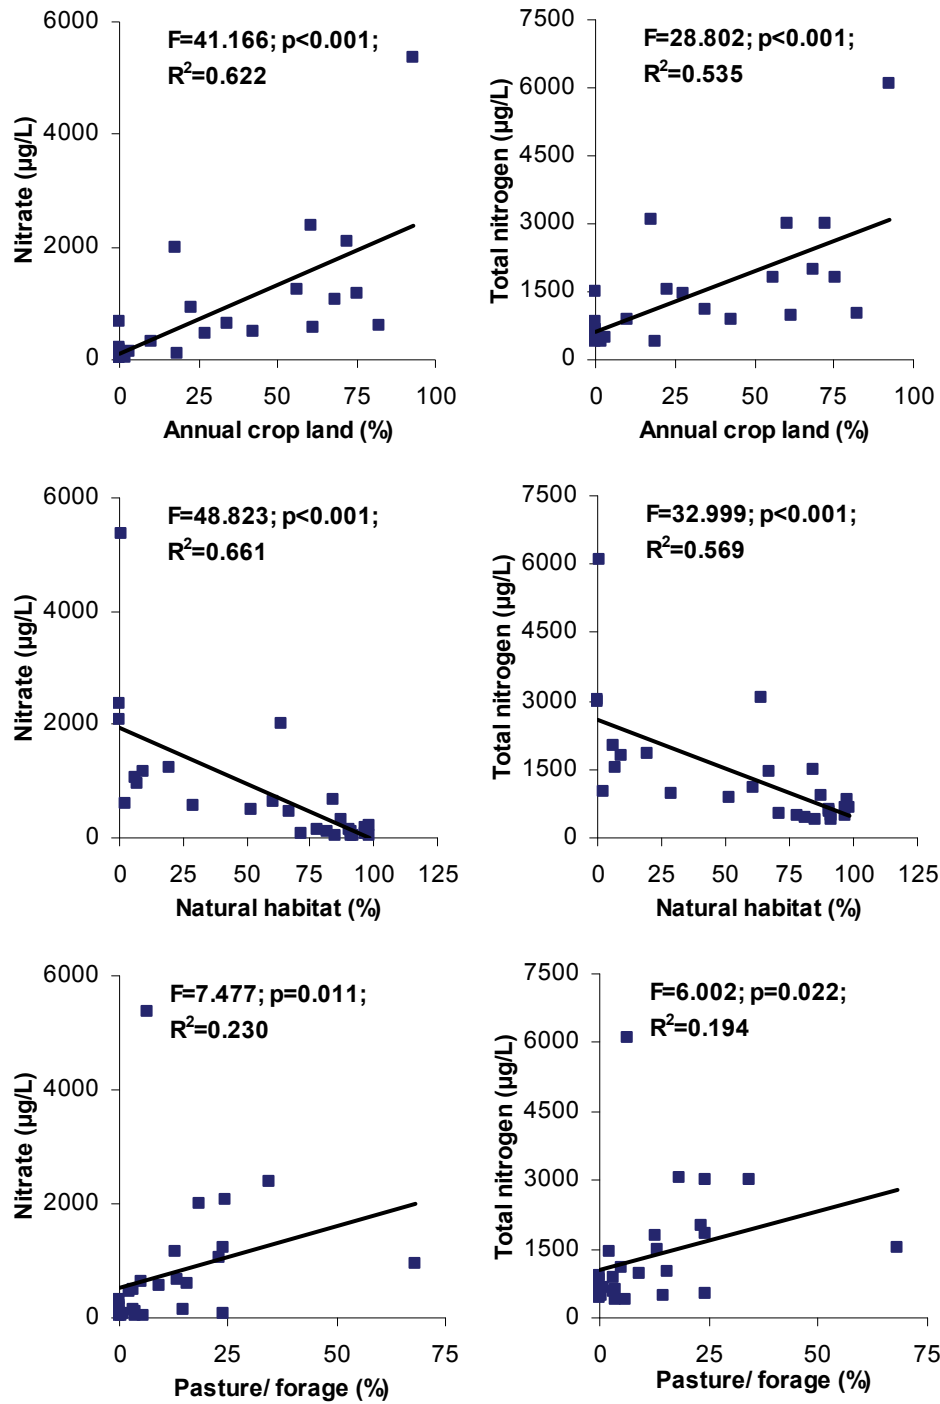 6000
4000
2000
0
Nitrate (µg/L)
F=41.166; p<0.001;
R²=0.622
0 25 50 75 100
Annual crop land (%)
7500
6000
4500
3000
1500
0
Total nitrogen (µg/L)
F=28.802; p<0.001;
R²=0.535
0 25 50 75 100
Annual crop land (%)
6000
4000
2000
0
Nitrate (µg/L)
F=48.823; p<0.001;
R²=0.661
0 25 50 75 100 125
Natural habitat (%)
7500
6000
4500
3000
1500
0
Total nitrogen (µg/L)
F=32.999; p<0.001;
R²=0.569
0 25 50 75 100 125
Natural habitat (%)
6000
4000
2000
0
Nitrate (µg/L)
F=7.477; p=0.011;
R²=0.230
0 25 50 75
Pasture/ forage (%)
7500
6000
4500
3000
1500
0
Total nitrogen (µg/L)
F=6.002; p=0.022;
R²=0.194
0 25 50 75
Pasture/ forage (%)